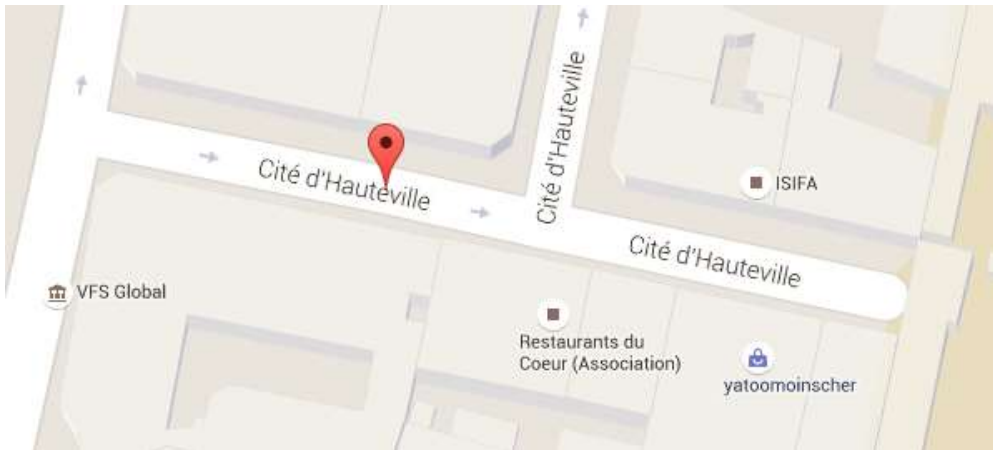 Cité d'Hauteville
Cité d'Hauteville
ISIFA
Cité d'Hauteville
VFS Global
Restaurants du
Coeur (Association)
yatoomoinscher